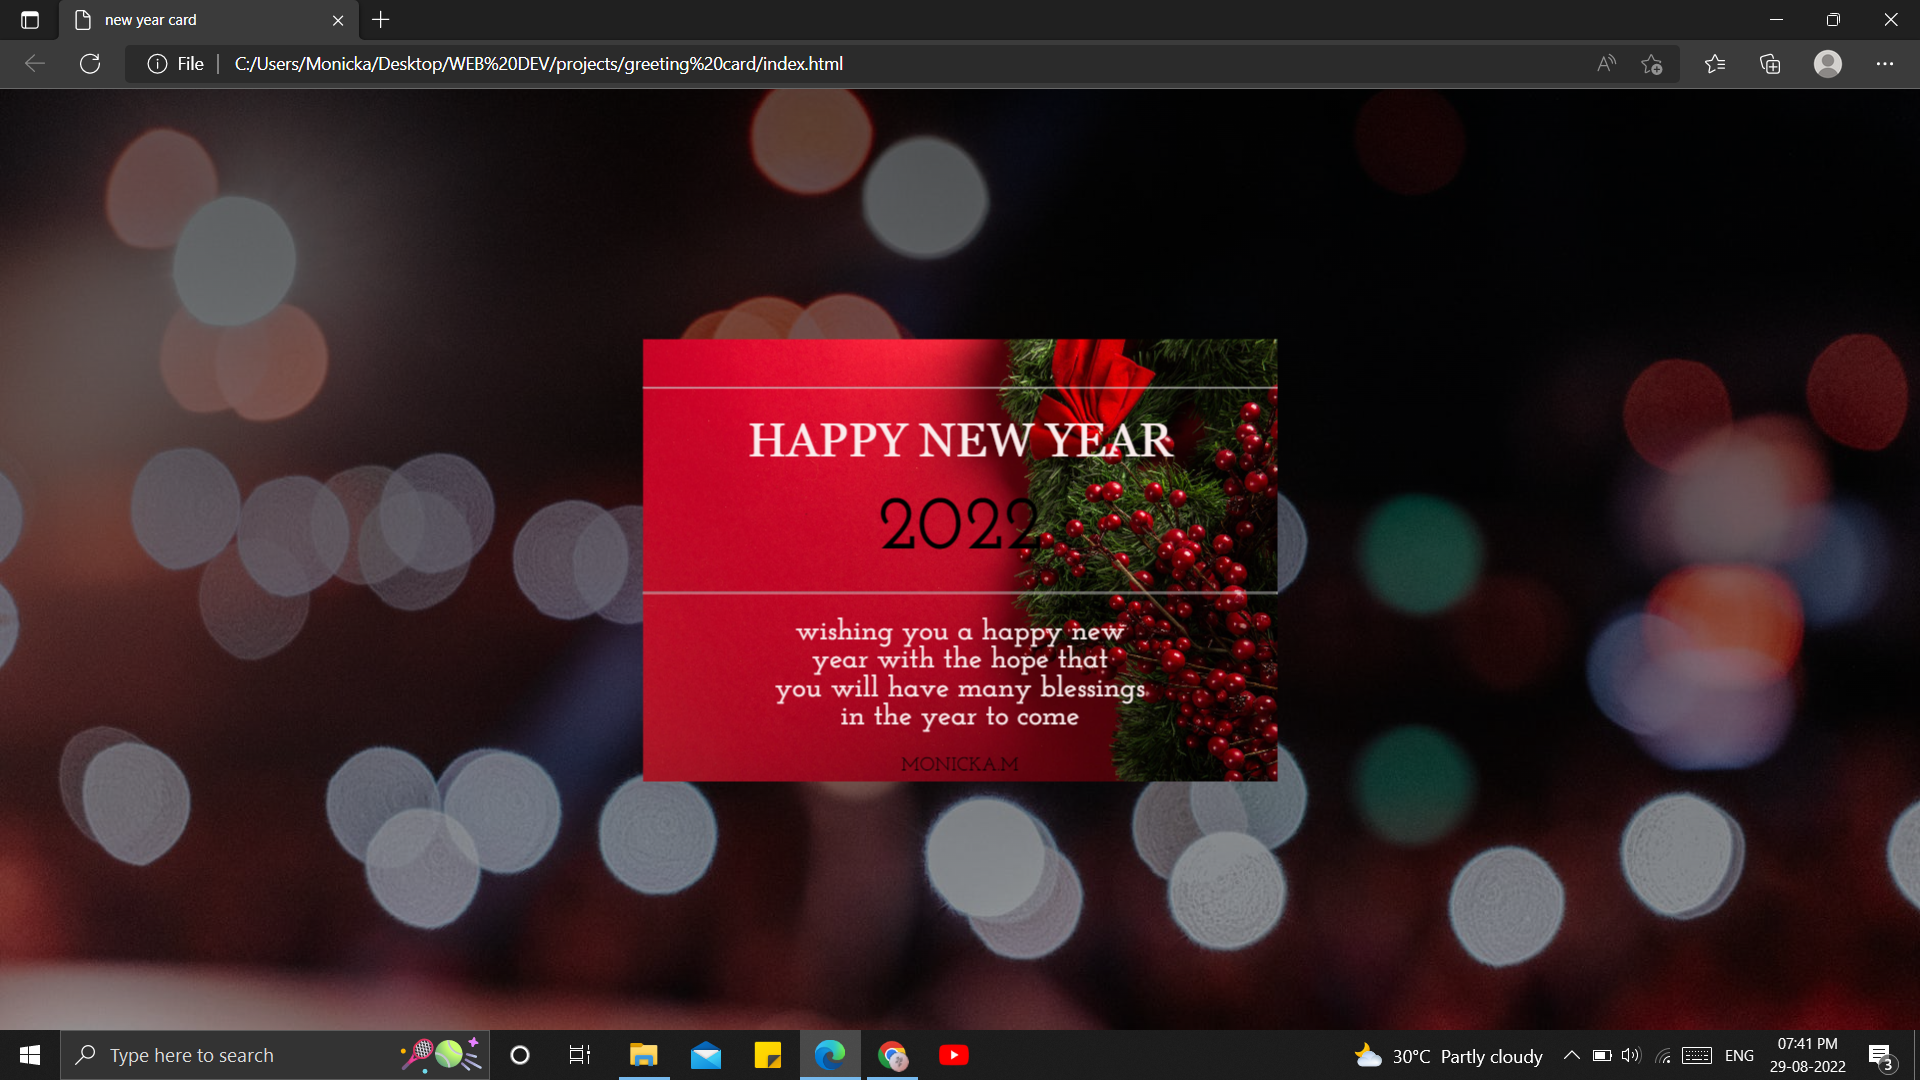 new year card
File
C:/Users/Monicka/Desktop/WEB%20DEV/projects/greeting%20card/index.html
HAPPY NEW YEAR
2022
wishing you a happy new
year with the hope that
you will have many blessings
in the year to come
MONICKA.M
Type here to search
30°C Partly cloudy
ENG
07:41 PM
29-08-2022
3